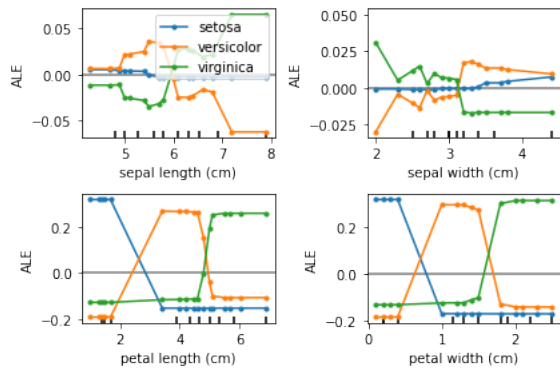 0.05
0.00
−0.05
ALE
5
6
7
8
sepal length (cm)
setosa
versicolor
virginica
0.050
0.025
0.000
−0.025
ALE
2
3
4
sepal width (cm)
0.2
0.0
−0.2
ALE
2
4
6
petal length (cm)
0.2
0.0
−0.2
ALE
0
1
2
petal width (cm)